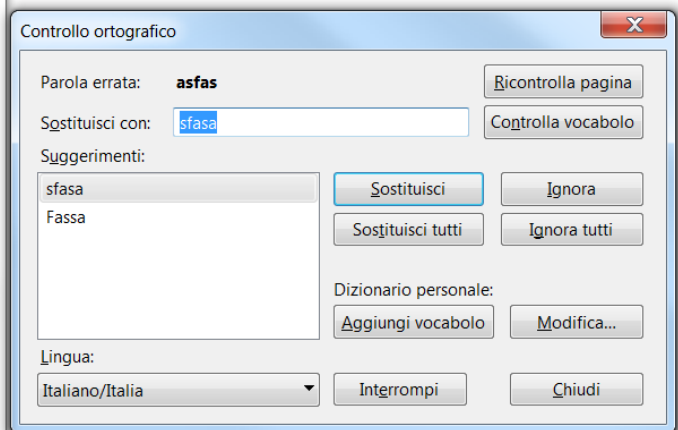 Controllo ortografico
Parola errata: asfas
Ricontrolla pagina
Sostituisci con: sfasa
Controlla vocabolo
Suggerimenti:
sfasa
Fassa
Sostituisci
Ignora
Sostituisci tutti
Ignora tutti
Dizionario personale:
Aggiungi vocabolo
Modifica...
Lingua:
Italiano/Italia
Interrompi
Chiudi